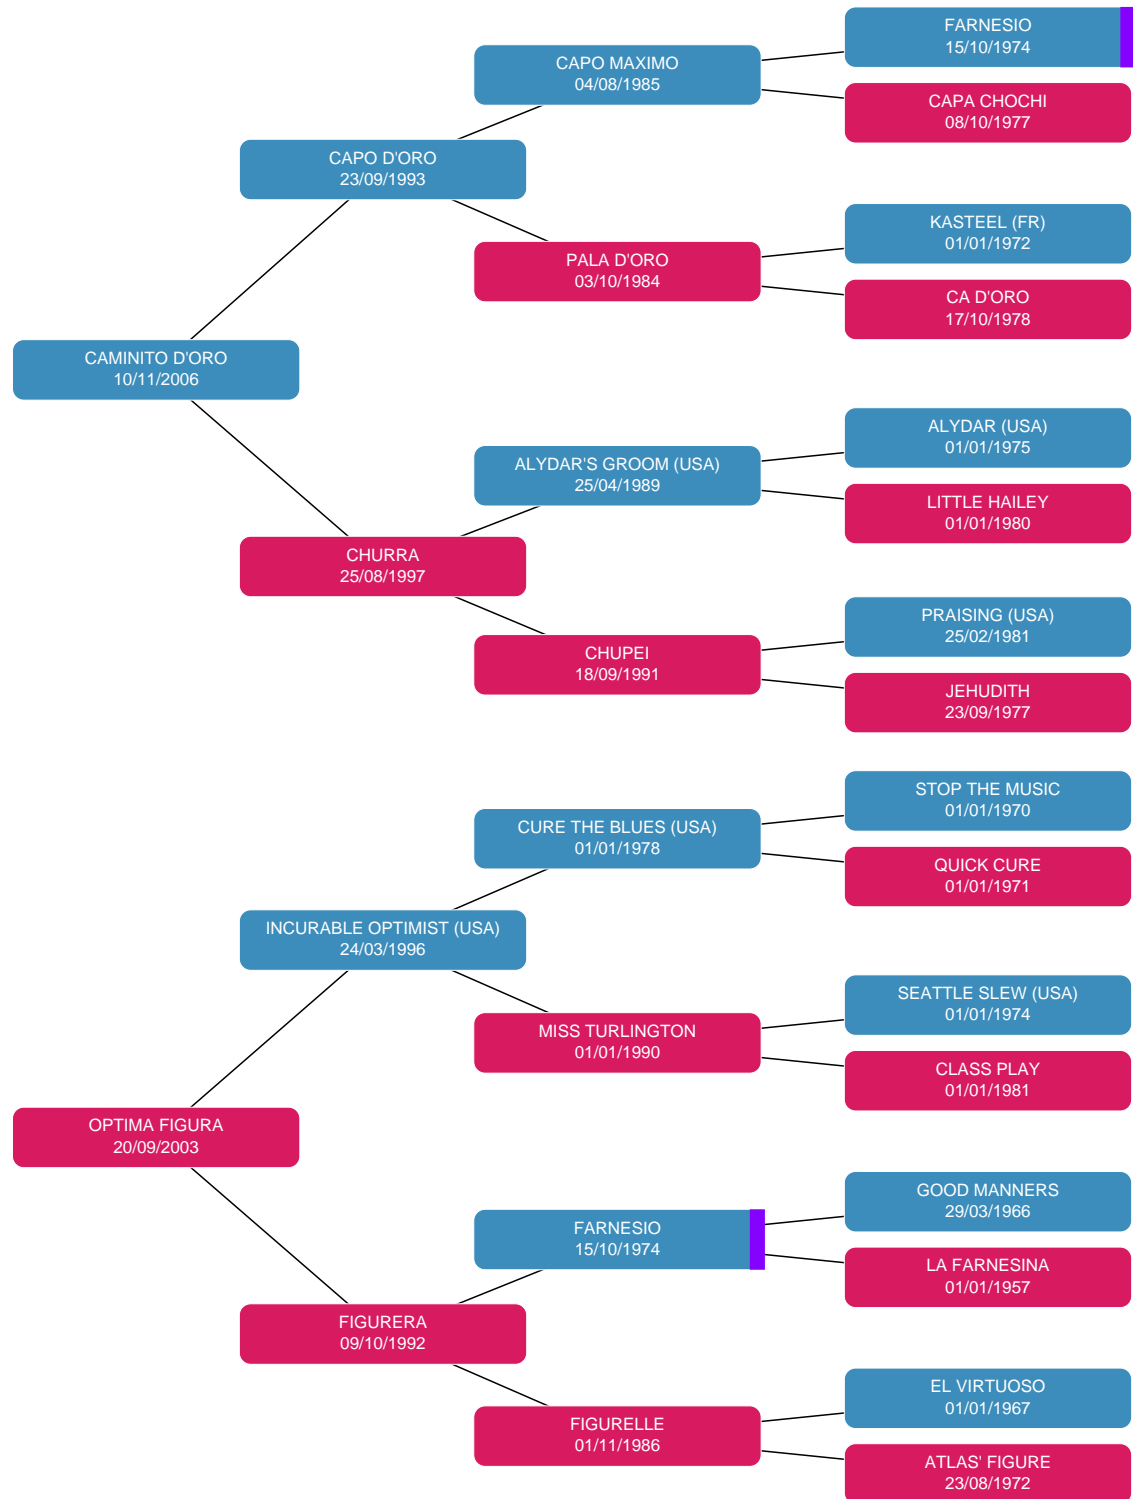 FARNESIO
15/10/1974
CAPO MAXIMO
04/08/1985
CAPA CHOCHI
08/10/1977
CAPO D'ORO
23/09/1993
KASTEEL (FR)
01/01/1972
PALA D'ORO
03/10/1984
CA D'ORO
17/10/1978
CAMINITO D'ORO
10/11/2006
ALYDAR (USA)
01/01/1975
ALYDAR'S GROOM (USA)
25/04/1989
LITTLE HAILEY
01/01/1980
CHURRA
25/08/1997
PRAISING (USA)
25/02/1981
CHUPEI
18/09/1991
JEHUDITH
23/09/1977
STOP THE MUSIC
01/01/1970
CURE THE BLUES (USA)
01/01/1978
QUICK CURE
01/01/1971
INCURABLE OPTIMIST (USA)
24/03/1996
SEATTLE SLEW (USA)
01/01/1974
MISS TURLINGTON
01/01/1990
CLASS PLAY
01/01/1981
OPTIMA FIGURA
20/09/2003
GOOD MANNERS
29/03/1966
FARNESIO
15/10/1974
LA FARNESINA
01/01/1957
FIGURERA
09/10/1992
EL VIRTUOSO
01/01/1967
FIGURELLE
01/11/1986
ATLAS' FIGURE
23/08/1972